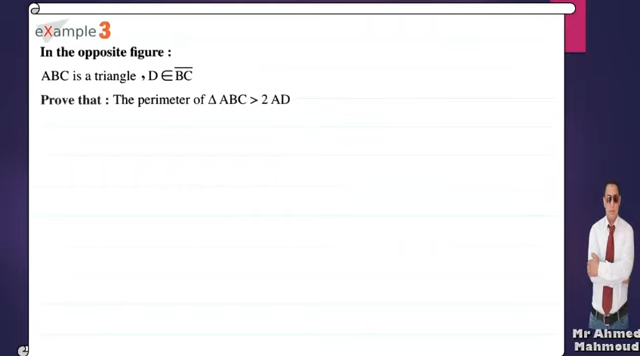 eXample 3
In the opposite figure :
ABC is a triangle , D ∈ B̅C̅
Prove that : The perimeter of Δ ABC > 2 AD
Mr Ahmed
Mahmoud